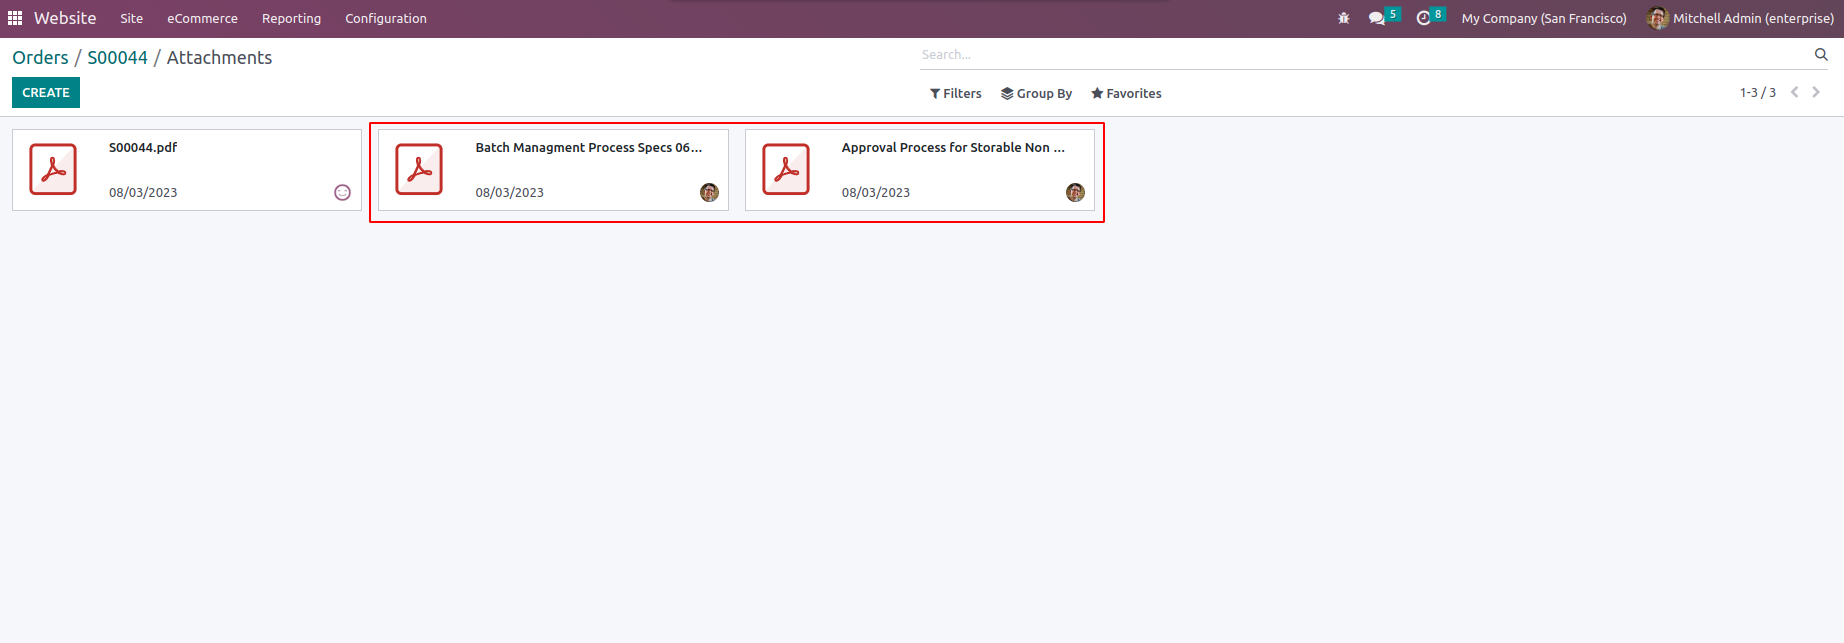 Website Site eCommerce Reporting Configuration 5 8 My Company (San Francisco) Mitchell Admin (enterprise)
Orders / S00044 / Attachments Search...
CREATE Filters Group By Favorites 1-3 / 3
S00044.pdf
08/03/2023
Batch Managment Process Specs 06...
08/03/2023
Approval Process for Storable Non ...
08/03/2023